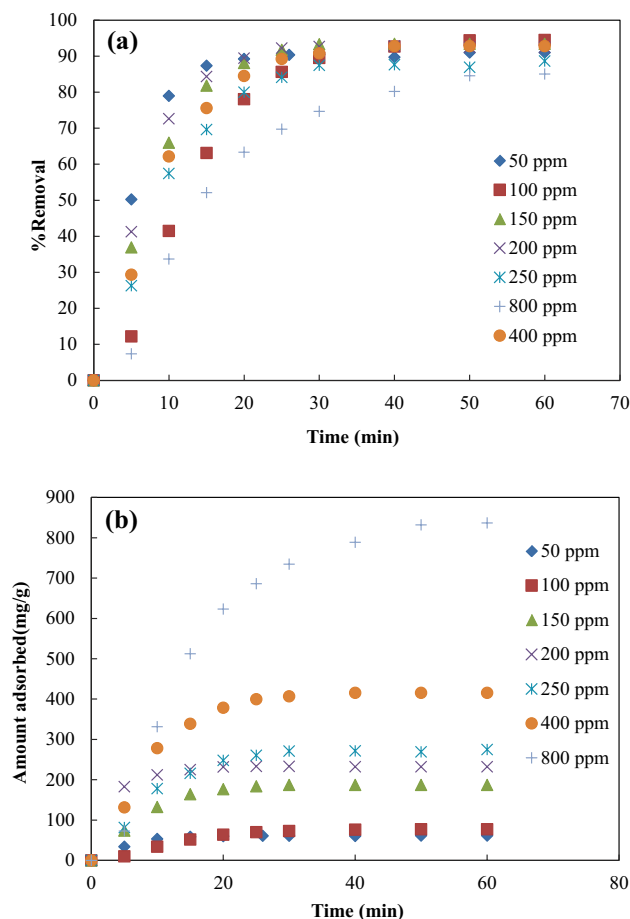 (a)
100
90
80
70
60
50
40
30
20
10
0
%Removal
50 ppm
100 ppm
150 ppm
200 ppm
250 ppm
800 ppm
400 ppm
0 10 20 30 40 50 60 70
Time (min)
(b)
900
800
700
600
500
400
300
200
100
0
Amount adsorbed(mg/g)
50 ppm
100 ppm
150 ppm
200 ppm
250 ppm
400 ppm
800 ppm
0 20 40 60 80
Time (min)